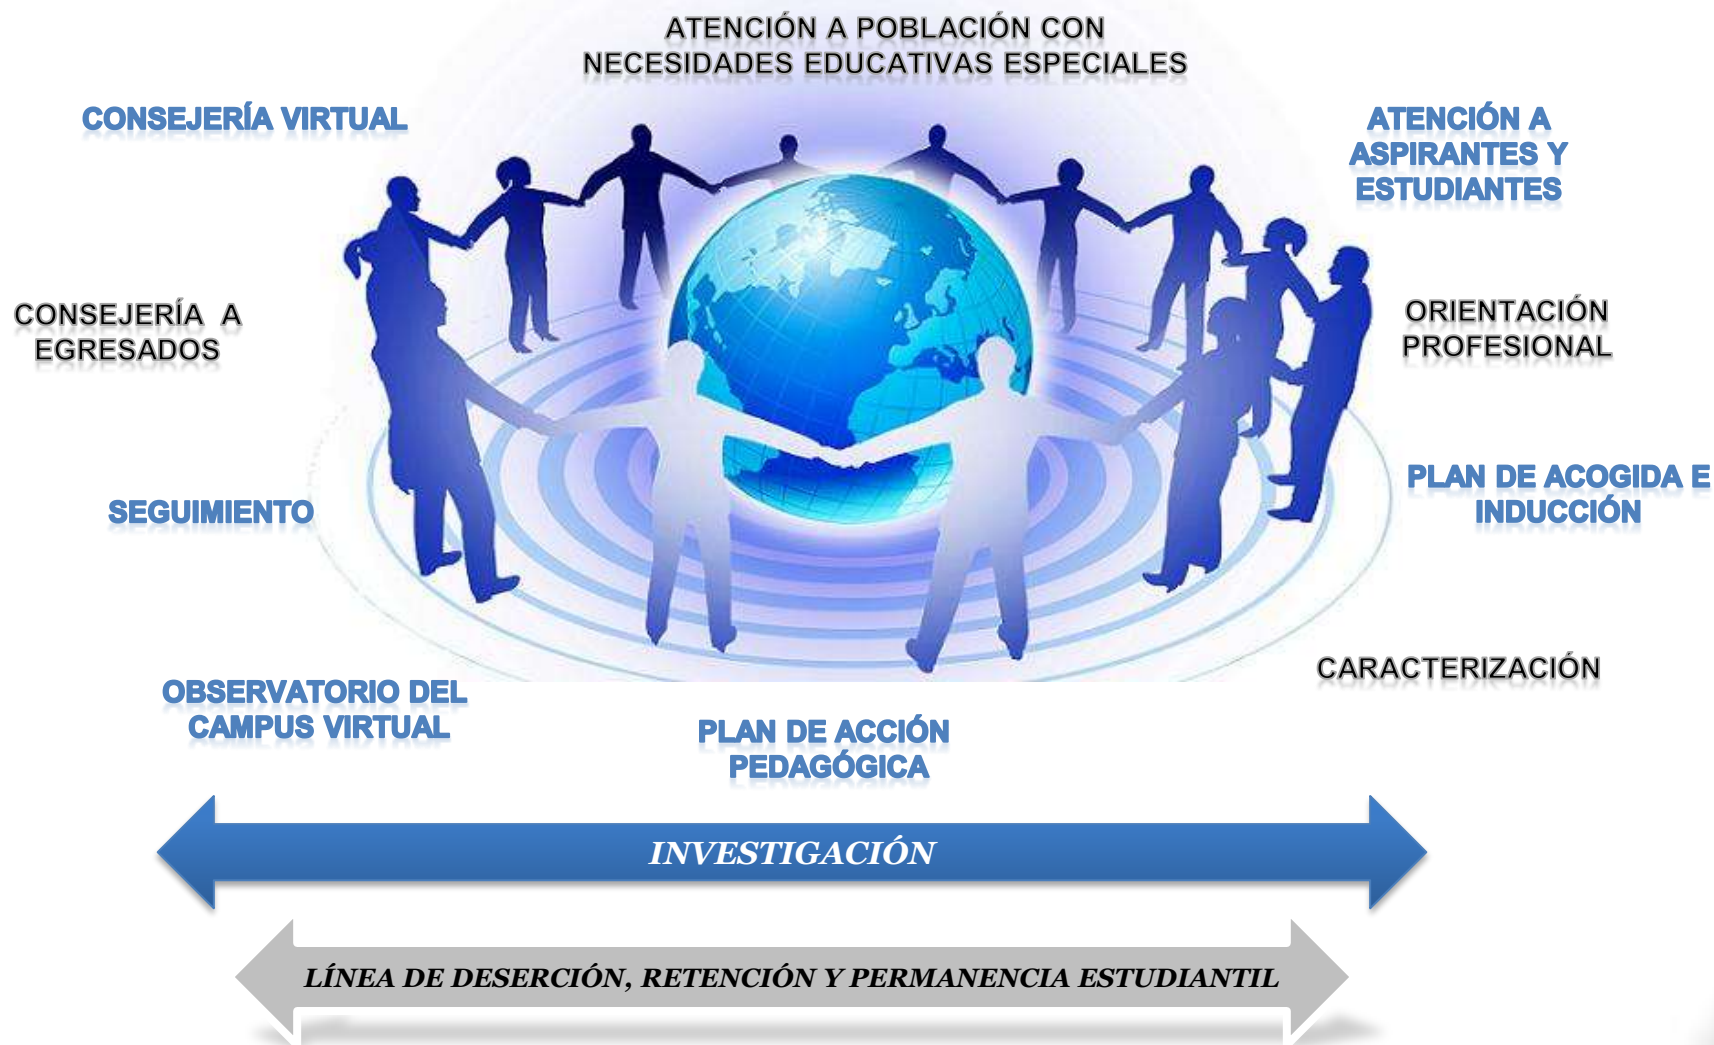 ATENCIÓN A POBLACIÓN CON
NECESIDADES EDUCATIVAS ESPECIALES
CONSEJERÍA VIRTUAL
ATENCIÓN A
ASPIRANTES Y
ESTUDIANTES
CONSEJERÍA A
EGRESADOS
ORIENTACIÓN
PROFESIONAL
SEGUIMIENTO
PLAN DE ACOGIDA E
INDUCCIÓN
CARACTERIZACIÓN
OBSERVATORIO DEL
CAMPUS VIRTUAL
PLAN DE ACCIÓN
PEDAGÓGICA
INVESTIGACIÓN
LÍNEA DE DESERCIÓN, RETENCIÓN Y PERMANENCIA ESTUDIANTIL